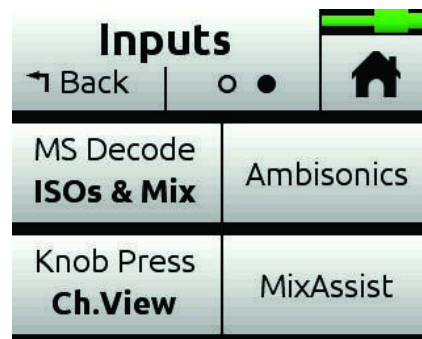 Inputs
Back
MS Decode
ISOs & Mix
Ambisonics
Knob Press
Ch.View
MixAssist